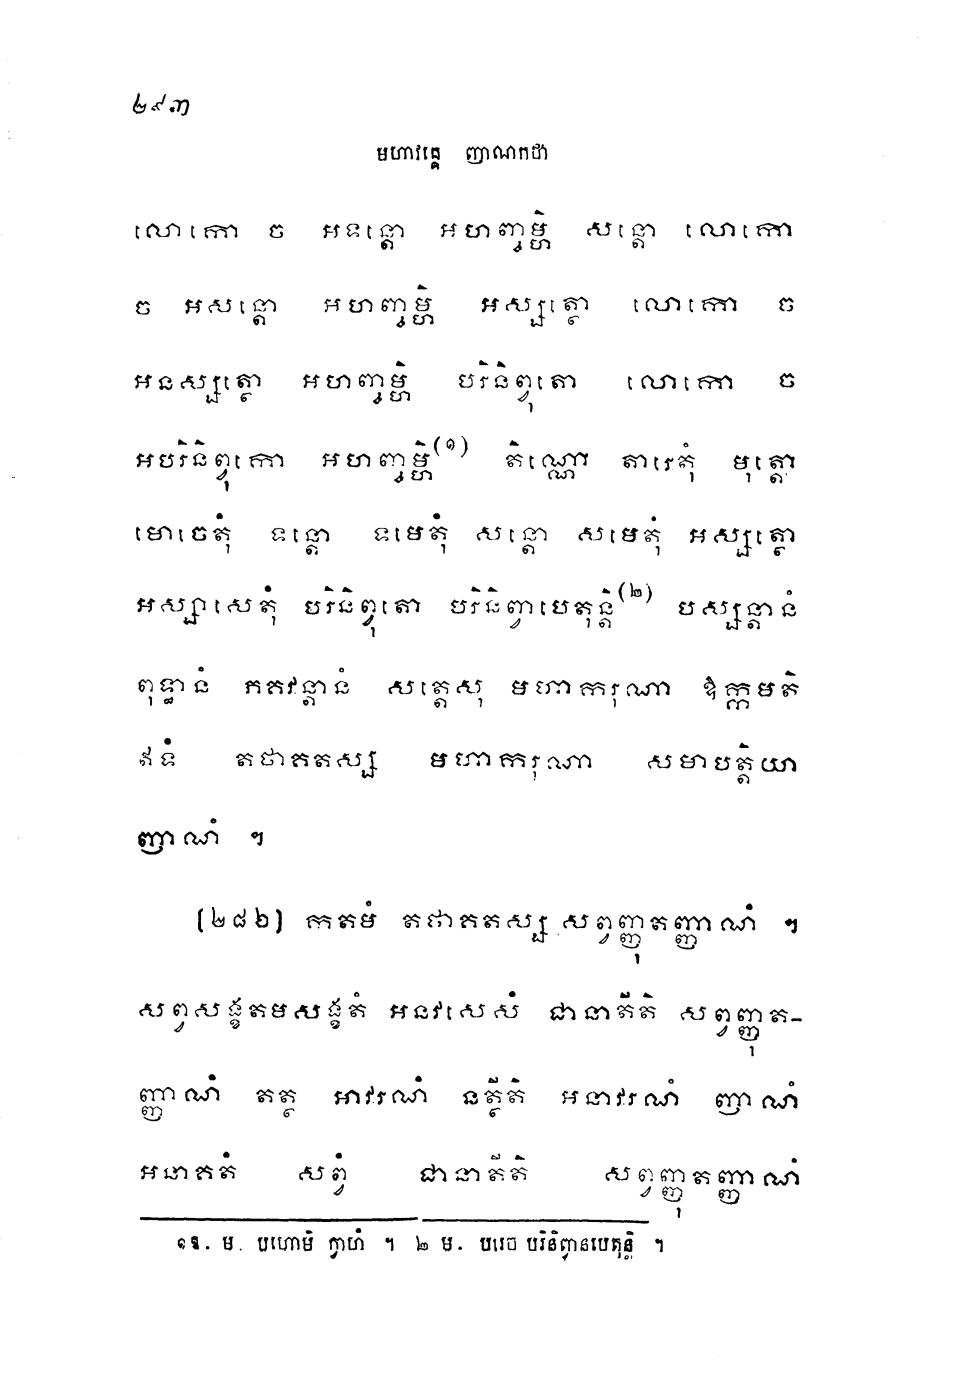 ២៩៣
មហាវគ្គេ ញាណកថា
លោកោ ច អទន្តោ អហញ្ចម្ហិ សន្តោ លោកោ
ច អសន្តោ អហញ្ចម្ហិ អស្សត្ថោ លោកោ ច
អនស្សត្ថោ អហញ្ចម្ហិ បរិនិព្វុតោ លោកោ ច
អបរិនិព្វុតោ អហញ្ចម្ហិ(១) តិណ្ណោ តារេតុំ មុត្តោ
មោចេតុំ ទន្តោ ទមេតុំ សន្តោ សមេតុំ អស្សត្ថោ
អស្សាសេតុំ បរិនិព្វុតោ បរិនិព្វាបេតុន្តិ(២) បស្សន្តានំ
ពុទ្ធានំ ភគវន្តានំ សត្តេសុ មហាករុណា ឱក្កមតិ
ឥទំ តថាគតស្ស មហាករុណា សមាបត្តិយា
ញាណំ ។
(២៨៦) កតមំ តថាគតស្ស សព្វញ្ញុតញ្ញាណំ ។
សព្វសង្ខតមសង្ខតំ អនវសេសំ ជានាតីតិ សព្វញ្ញុត-
ញ្ញាណំ តត្ថ អាវរណំ នត្ថីតិ អនាវរណំ ញាណំ
អនាគតំ សព្វំ ជានាតីតិ សព្វញ្ញុតញ្ញាណំ
១ ឱ. ម. បហោមិ ក្វាហំ ។ ២ ម. បរេច បរិនិព្វានបេតុន្តិ ។